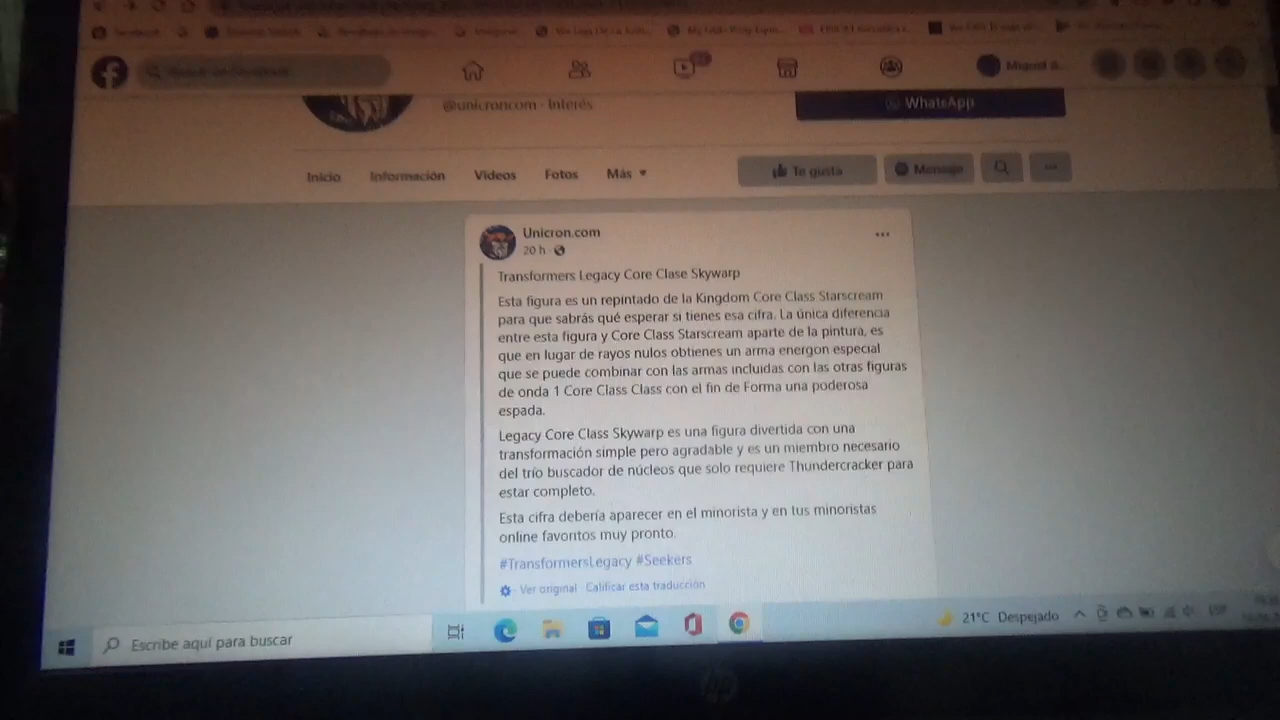 Facebook
@unicroncom · Interés
WhatsApp
Inicio Información Videos Fotos Más
Te gusta Mensaje
Unicron.com
20 h
Transformers Legacy Core Clase Skywarp
Esta figura es un repintado de la Kingdom Core Class Starscream
para que sabrás qué esperar si tienes esa cifra. La única diferencia
entre esta figura y Core Class Starscream aparte de la pintura, es
que en lugar de rayos nulos obtienes un arma energon especial
que se puede combinar con las armas incluidas con las otras figuras
de onda 1 Core Class Class con el fin de Forma una poderosa
espada.
Legacy Core Class Skywarp es una figura divertida con una
transformación simple pero agradable y es un miembro necesario
del trío buscador de núcleos que solo requiere Thundercracker para
estar completo.
Esta cifra debería aparecer en el minorista y en tus minoristas
online favoritos muy pronto.
#TransformersLegacy #Seekers
Ver original · Calificar esta traducción
Escribe aquí para buscar
21°C Despejado
ESP
hp